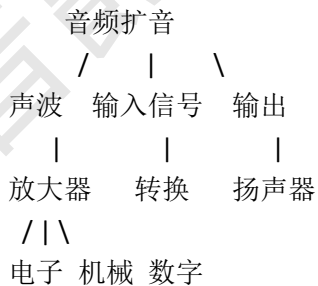 音频扩音
/ | \
声波 输入信号 输出
| | |
放大器 转换 扬声器
/ | \
电子 机械 数字